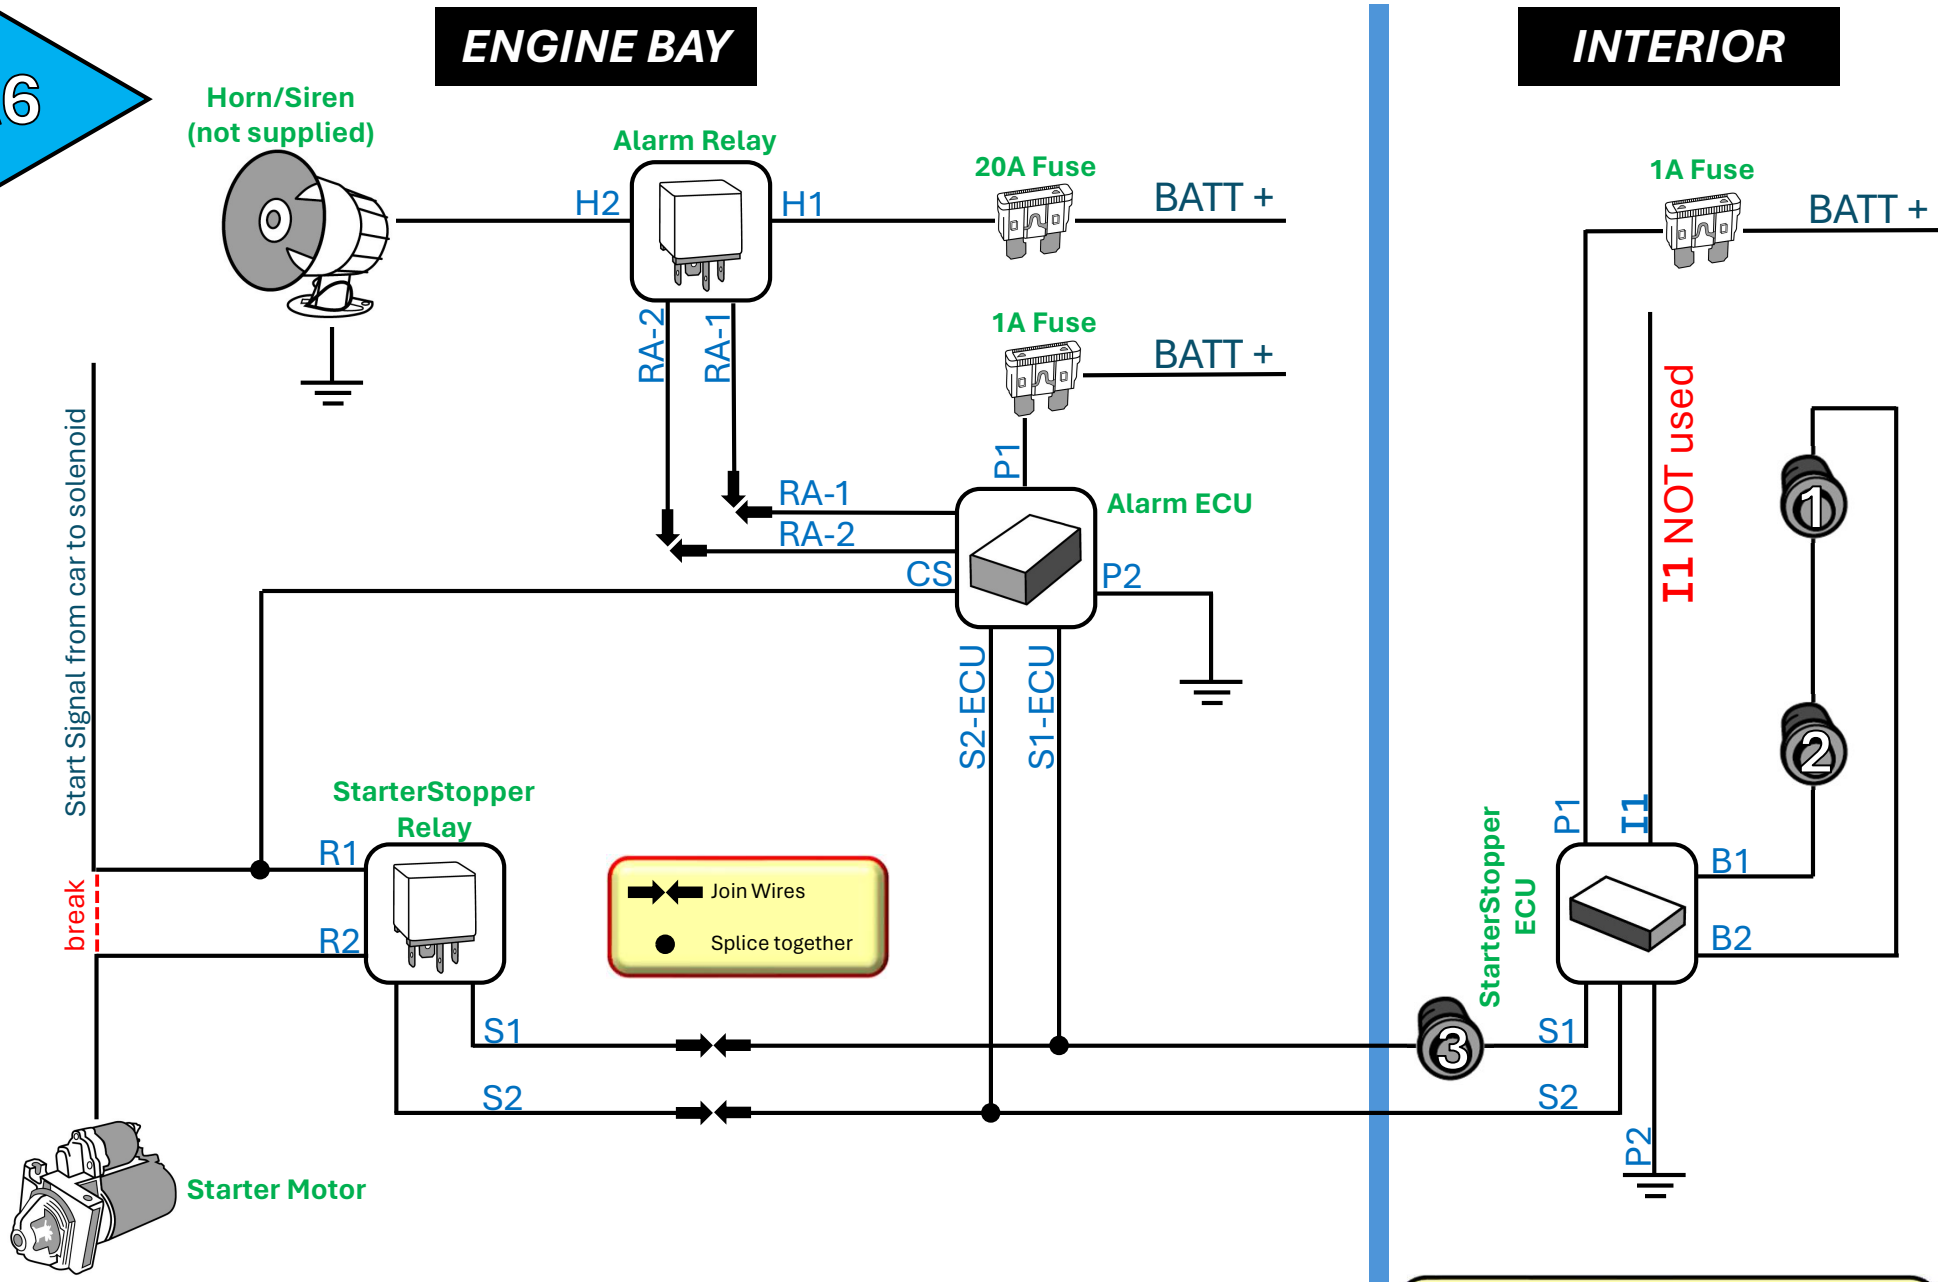 6
ENGINE BAY
INTERIOR
Horn/Siren
(not supplied)
Alarm Relay
20A Fuse
BATT +
1A Fuse
BATT +
H2
H1
RA-2
RA-1
1A Fuse
BATT +
P1
RA-1
RA-2
CS
Alarm ECU
P2
S2-ECU
S1-ECU
Start Signal from car to solenoid
break
StarterStopper
Relay
R1
R2
Join Wires
Splice together
S1
S2
Starter Motor
I1 NOT used
1
2
P1
I1
StarterStopper
ECU
B1
B2
3
S1
S2
P2